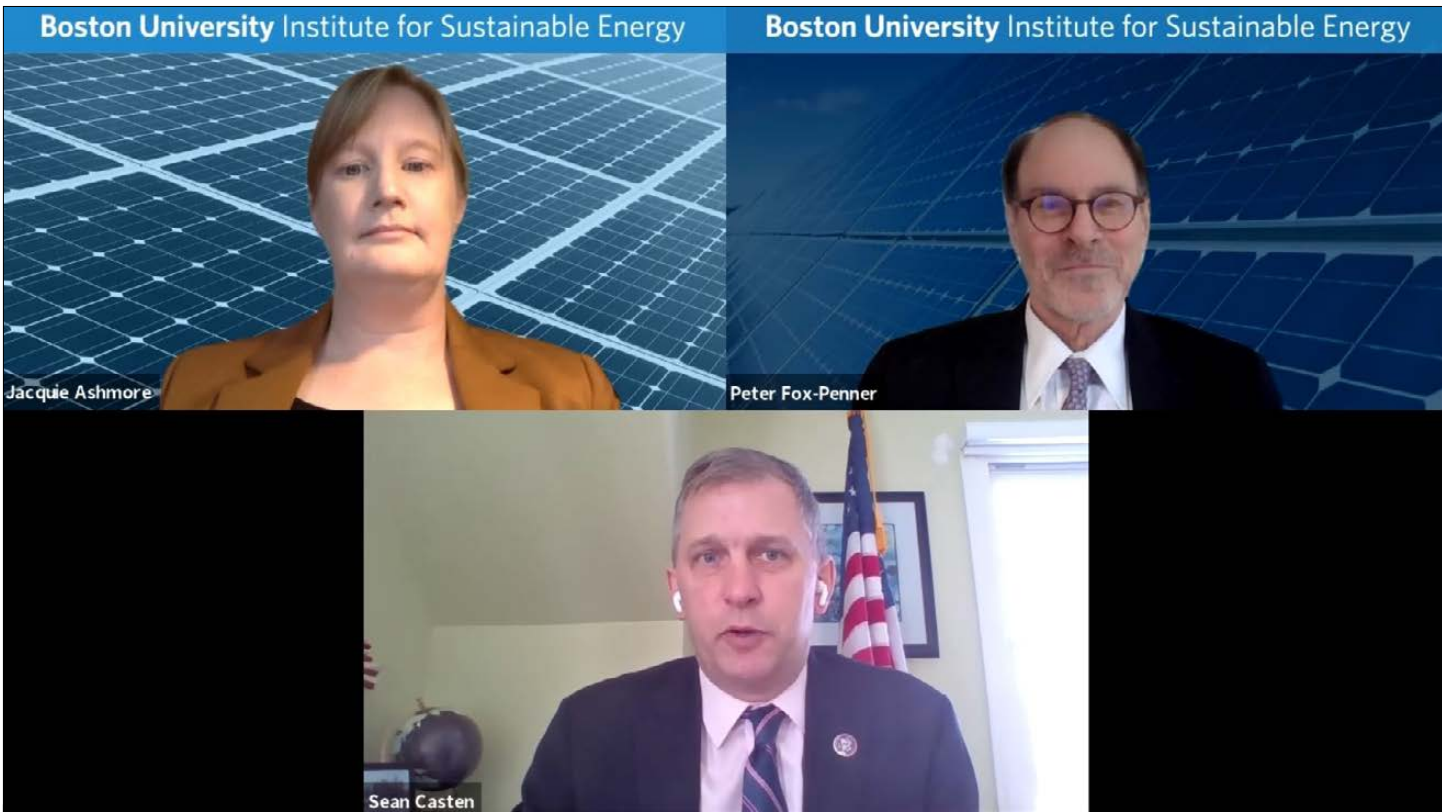 Boston University Institute for Sustainable Energy
Boston University Institute for Sustainable Energy
Jacquie Ashmore
Peter Fox-Penner
Sean Casten